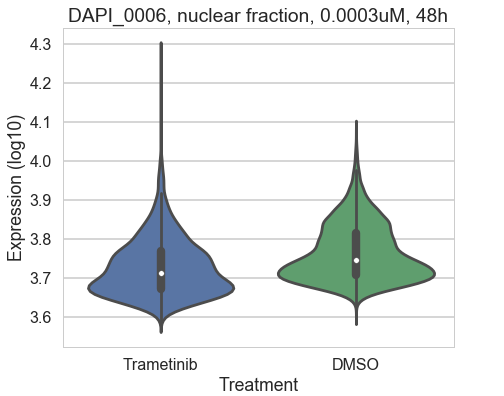 DAPI_0006, nuclear fraction, 0.0003uM, 48h
Expression (log10)
4.3
4.2
4.1
4.0
3.9
3.8
3.7
3.6
Trametinib
DMSO
Treatment